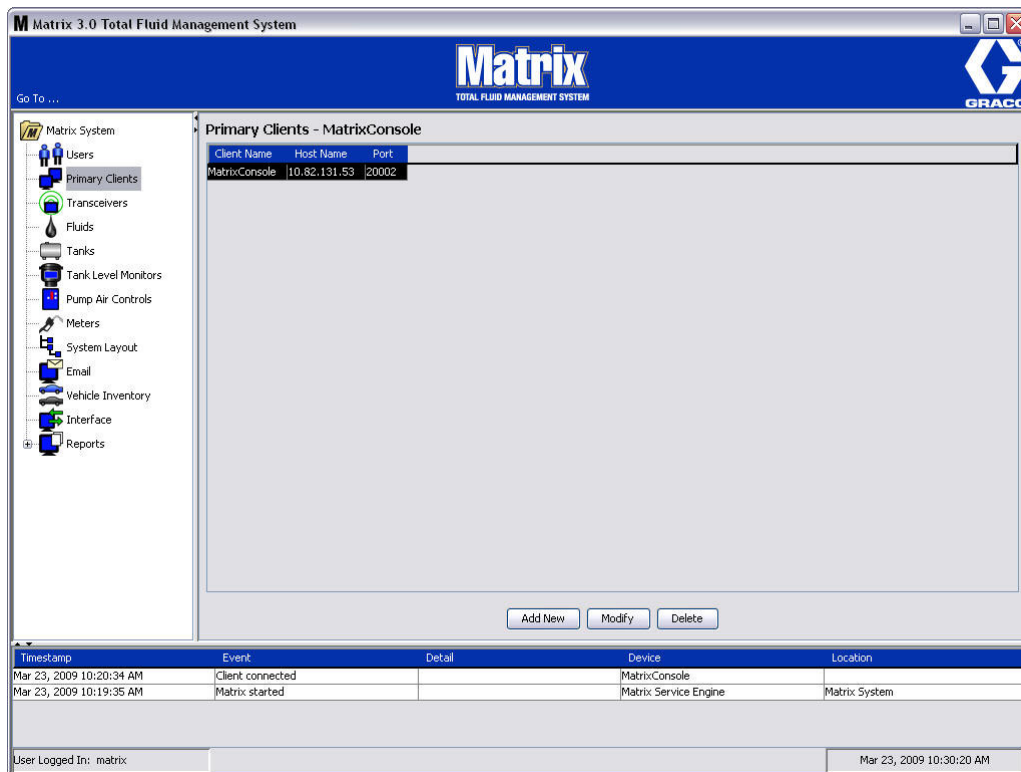 M Matrix 3.0 Total Fluid Management System
Matrix
TOTAL FLUID MANAGEMENT SYSTEM
Go To ...
GRACO
Matrix System
Users
Primary Clients
Transceivers
Fluids
Tanks
Tank Level Monitors
Pump Air Controls
Meters
System Layout
Email
Vehicle Inventory
Interface
Reports
Primary Clients - MatrixConsole
Client Name Host Name Port
MatrixConsole 10.82.131.53 20002
Add New Modify Delete
Timestamp Event Detail Device Location
Mar 23, 2009 10:20:34 AM Client connected MatrixConsole
Mar 23, 2009 10:19:35 AM Matrix started Matrix Service Engine Matrix System
User Logged In: matrix Mar 23, 2009 10:30:20 AM